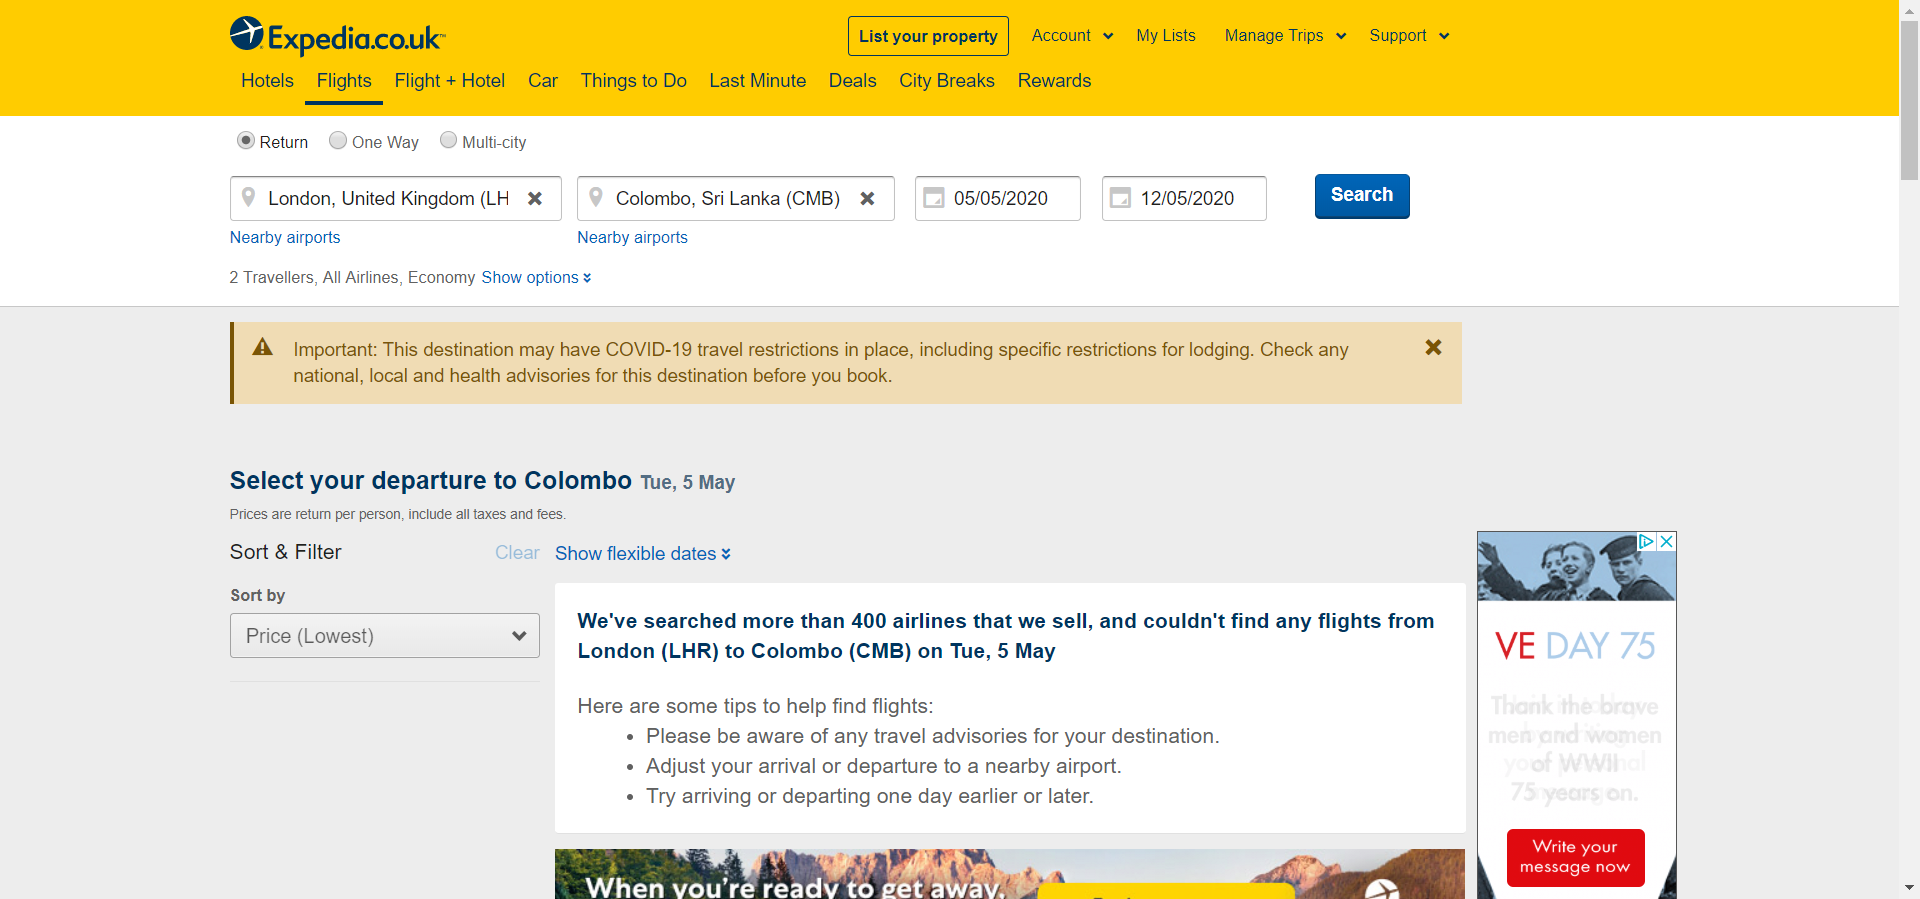 Expedia.co.uk™
List your property
Account
My Lists
Manage Trips
Support
Hotels
Flights
Flight + Hotel
Car
Things to Do
Last Minute
Deals
City Breaks
Rewards
Return
One Way
Multi-city
London, United Kingdom (LH
Colombo, Sri Lanka (CMB)
05/05/2020
12/05/2020
Search
Nearby airports
Nearby airports
2 Travellers, All Airlines, Economy Show options
Important: This destination may have COVID-19 travel restrictions in place, including specific restrictions for lodging. Check any
national, local and health advisories for this destination before you book.
Select your departure to Colombo Tue, 5 May
Prices are return per person, include all taxes and fees.
Sort & Filter
Clear
Show flexible dates
Sort by
Price (Lowest)
We've searched more than 400 airlines that we sell, and couldn't find any flights from
London (LHR) to Colombo (CMB) on Tue, 5 May
Here are some tips to help find flights:
• Please be aware of any travel advisories for your destination.
• Adjust your arrival or departure to a nearby airport.
• Try arriving or departing one day earlier or later.
VE DAY 75
Thank the brave
men and women
of WWII
75 years on.
Write your
message now
When you're ready to get away,